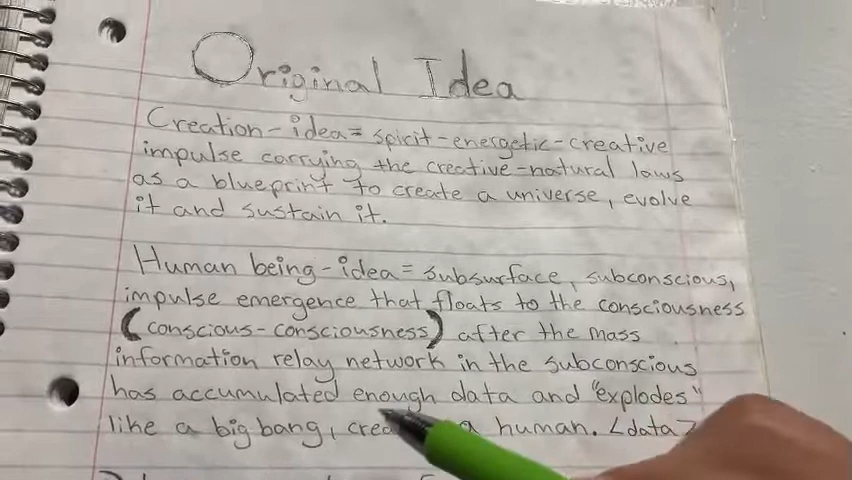 Original Idea
Creation-idea= spirit-energetic-creative
impulse carrying the creative-natural laws
as a blueprint to create a universe, evolve
it and sustain it.
Human being-idea= subsurface, subconscious,
impulse emergence that floats to the consciousness
(conscious-consciousness) after the mass
information relay network in the subconscious
has accumulated enough data and "explodes"
like a big bang, a human. <data>